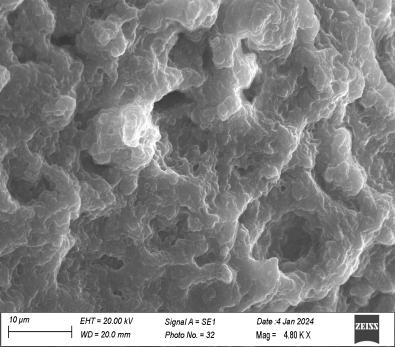 10 µm
EHT = 20.00 kV
Signal A = SE1
Date :4 Jan 2024
ZEISS
WD = 20.0 mm
Photo No. = 32
Mag = 4.80 K X